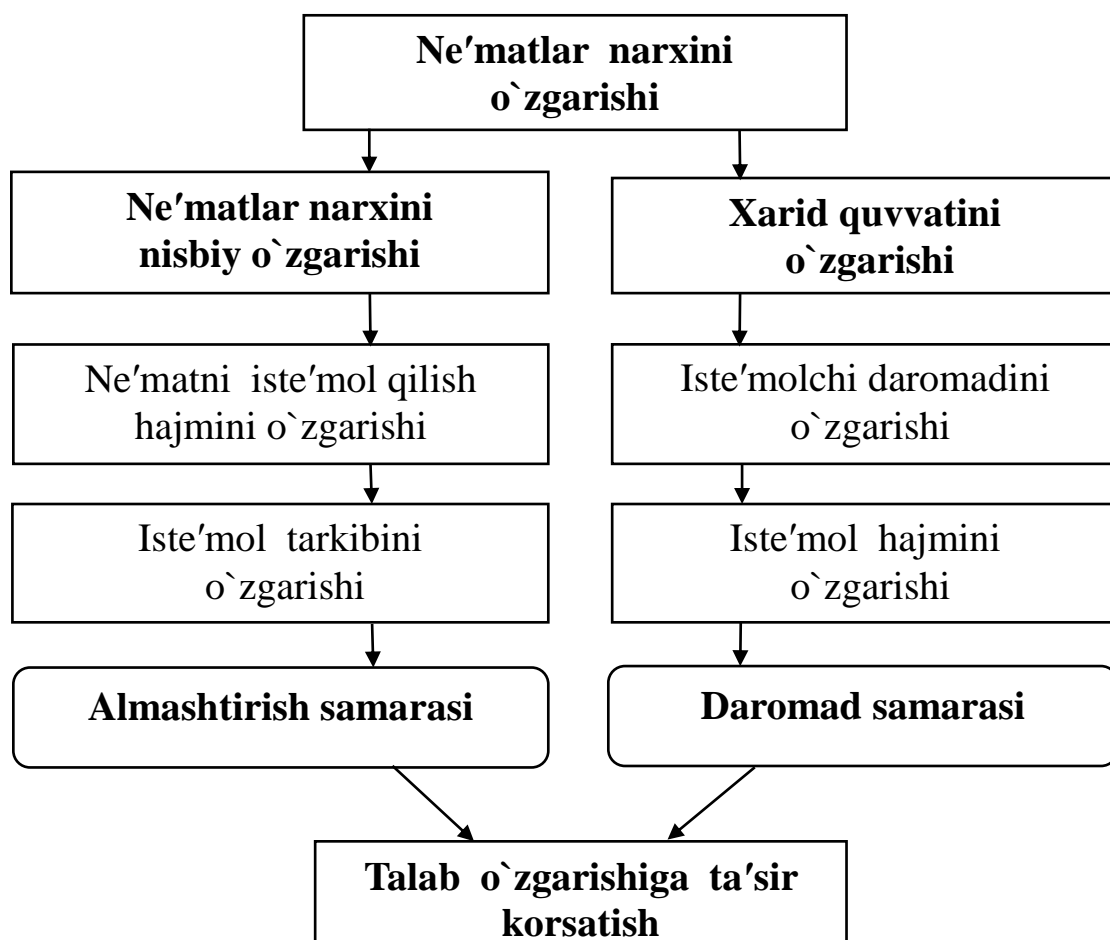 Ne′matlar narxini
o`zgarishi
Ne′matlar narxini
nisbiy o`zgarishi
Xarid quvvatini
o`zgarishi
Ne′matni iste′mol qilish
hajmini o`zgarishi
Iste′molchi daromadini
o`zgarishi
Iste′mol tarkibini
o`zgarishi
Iste′mol hajmini
o`zgarishi
Almashtirish samarasi
Daromad samarasi
Talab o`zgarishiga ta′sir
korsatish